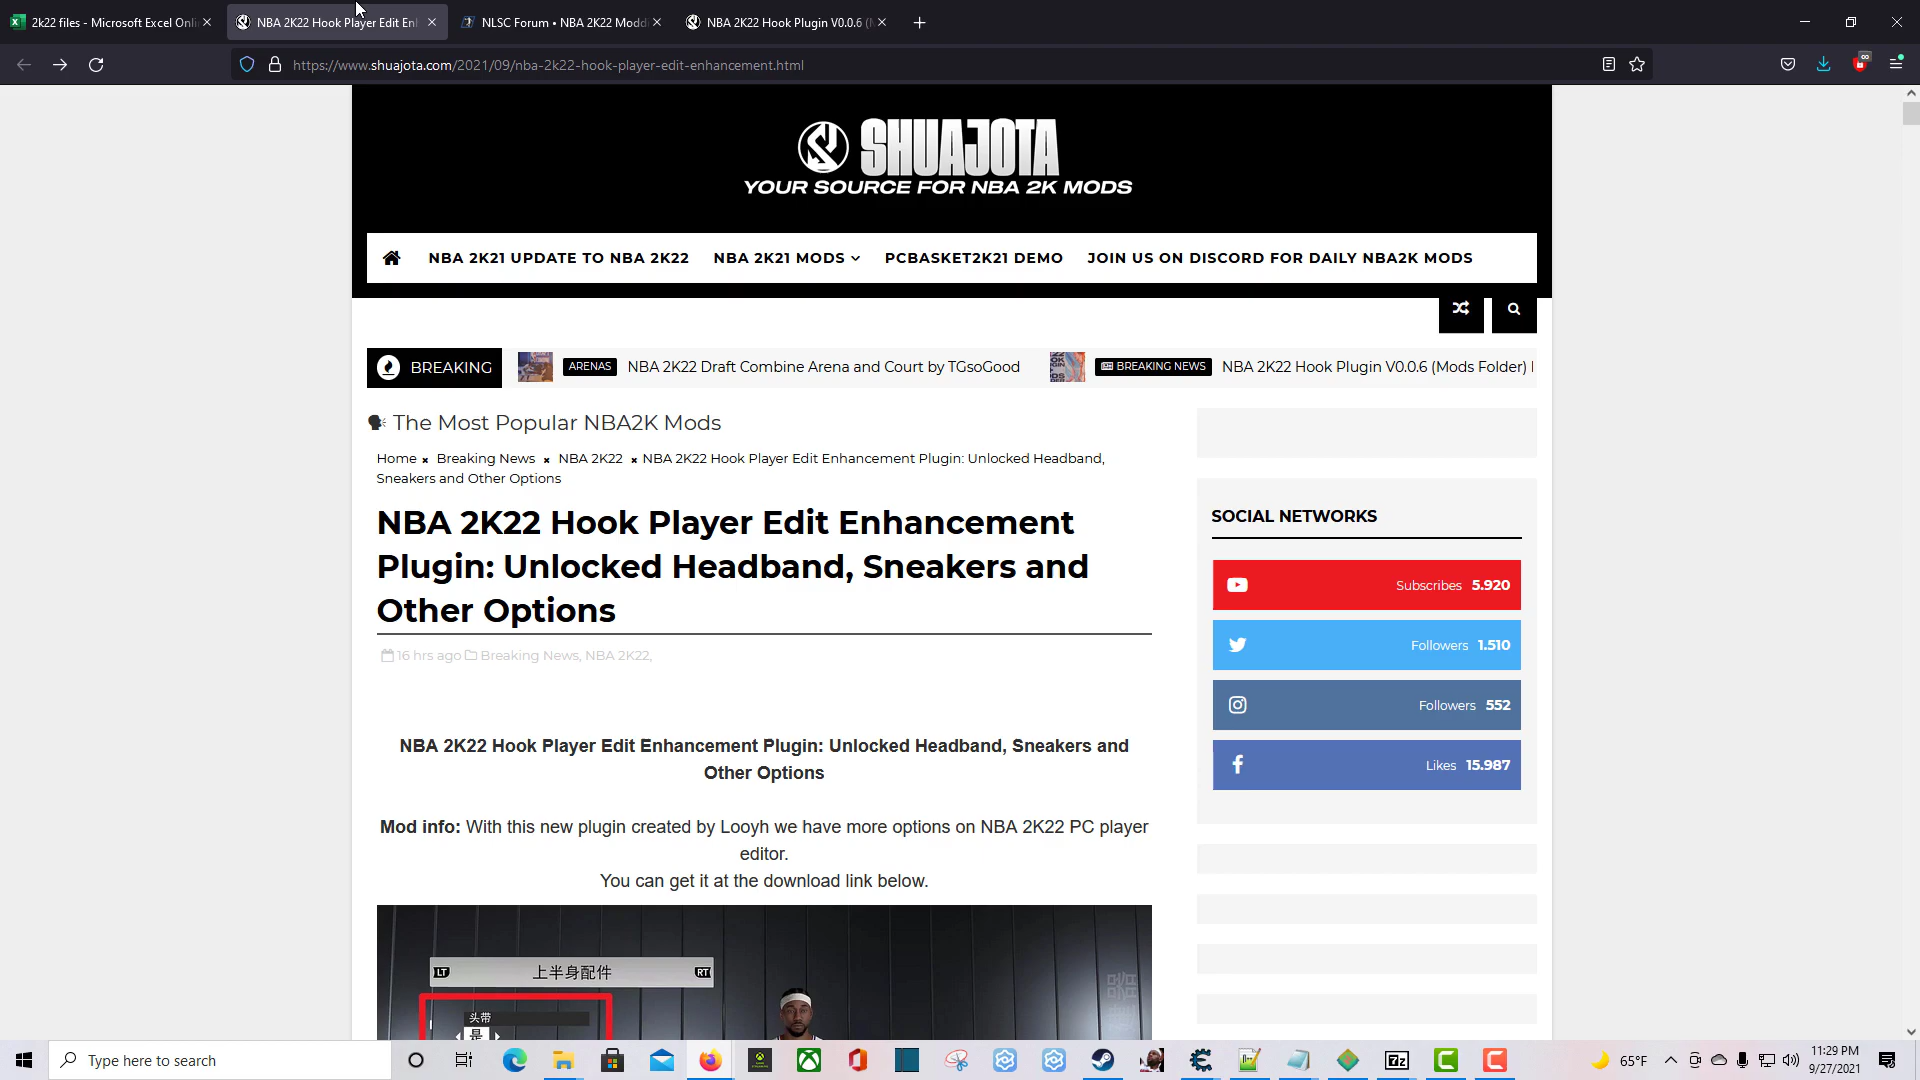 2k22 files - Microsoft Excel Onli
NBA 2K22 Hook Player Edit En
NLSC Forum • NBA 2K22 Modd
NBA 2K22 Hook Plugin V0.0.6 (
https://www.shuajota.com/2021/09/nba-2k22-hook-player-edit-enhancement.html
SHUAJOTA
YOUR SOURCE FOR NBA 2K MODS
NBA 2K21 UPDATE TO NBA 2K22 NBA 2K21 MODS PCBASKET2K21 DEMO JOIN US ON DISCORD FOR DAILY NBA2K MODS
BREAKING ARENAS NBA 2K22 Draft Combine Arena and Court by TGsoGood BREAKING NEWS NBA 2K22 Hook Plugin V0.0.6 (Mods Folder)
The Most Popular NBA2K Mods
Home × Breaking News × NBA 2K22 × NBA 2K22 Hook Player Edit Enhancement Plugin: Unlocked Headband,
Sneakers and Other Options
NBA 2K22 Hook Player Edit Enhancement
Plugin: Unlocked Headband, Sneakers and
Other Options
16 hrs ago Breaking News, NBA 2K22,
NBA 2K22 Hook Player Edit Enhancement Plugin: Unlocked Headband, Sneakers and
Other Options
Mod info: With this new plugin created by Looyh we have more options on NBA 2K22 PC player
editor.
You can get it at the download link below.
LT 上半身配件 RT
头带
是
SOCIAL NETWORKS
Subscribes 5.920
Followers 1.510
Followers 552
Likes 15.987
Type here to search
7z
65°F
11:29 PM
9/27/2021